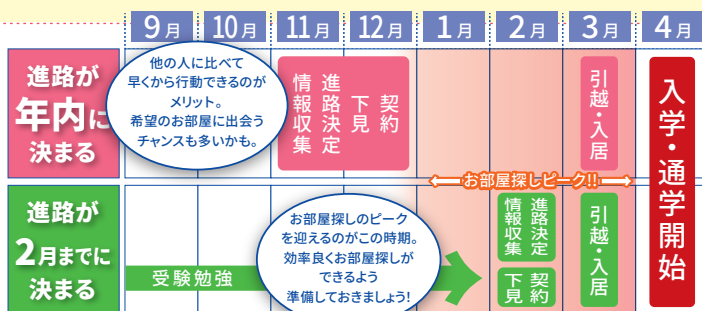 9月 10月 11月 12月 1月 2月 3月 4月
進路が
年内に
決まる
他の人に比べて
早くから行動できるのが
メリット。
希望のお部屋に出会う
チャンスも多いかも。
進路決定
情報収集
契約
下見
引越・入居
入学・通学開始
お部屋探しピーク!!
進路が
2月までに
決まる
受験勉強
お部屋探しのピーク
を迎えるのがこの時期。
効率良くお部屋探しが
できるよう
準備しておきましょう!
進路決定
情報収集
契約
下見
引越・入居